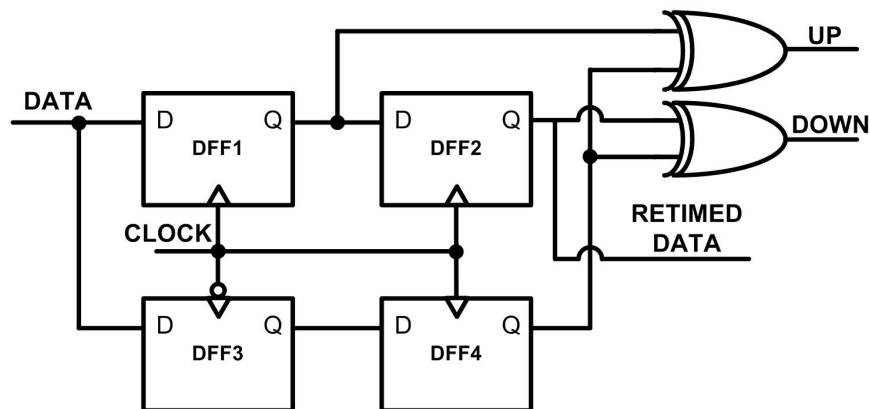 UP
DATA
D
Q
DFF1
D
Q
DFF2
DOWN
CLOCK
RETIMED
DATA
D
Q
DFF3
D
Q
DFF4